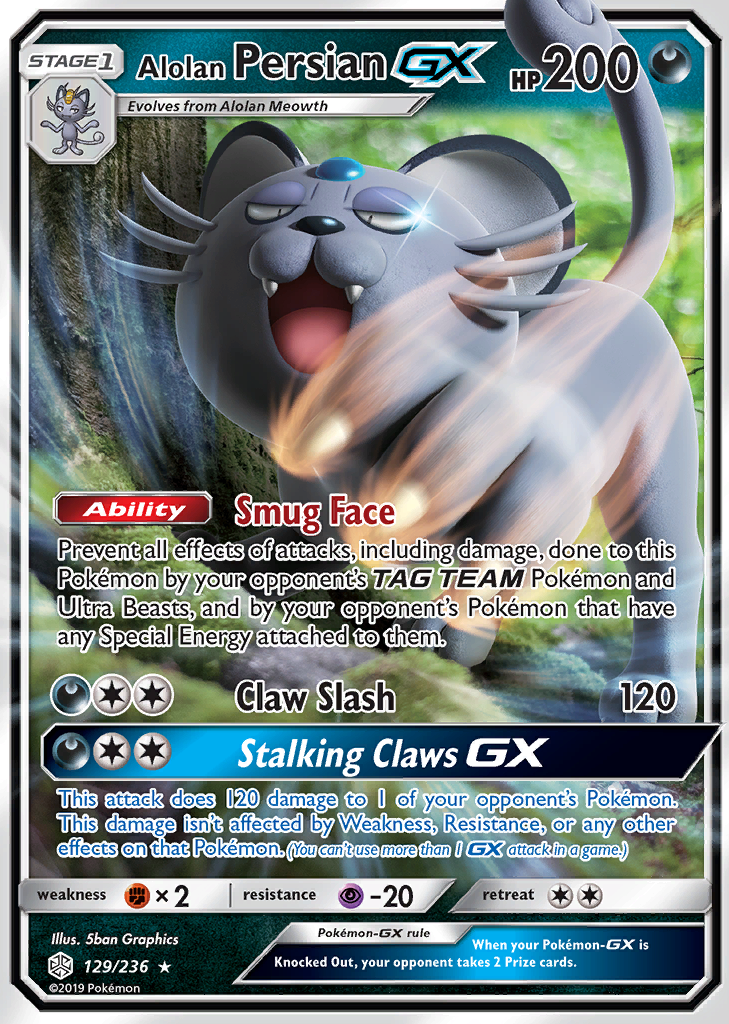 STAGE 1 Alolan Persian GX HP 200
Evolves from Alolan Meowth
Ability Smug Face
Prevent all effects of attacks, including damage, done to this
Pokémon by your opponent's TAG TEAM Pokémon and
Ultra Beasts, and by your opponent's Pokémon that have
any Special Energy attached to them.
Claw Slash 120
Stalking Claws GX
This attack does 120 damage to 1 of your opponent's Pokémon.
This damage isn't affected by Weakness, Resistance, or any other
effects on that Pokémon. (You can't use more than 1 GX attack in a game.)
weakness × 2 resistance -20 retreat
Illus. 5ban Graphics
129/236
©2019 Pokémon
Pokémon-GX rule
When your Pokémon-GX is
Knocked Out, your opponent takes 2 Prize cards.